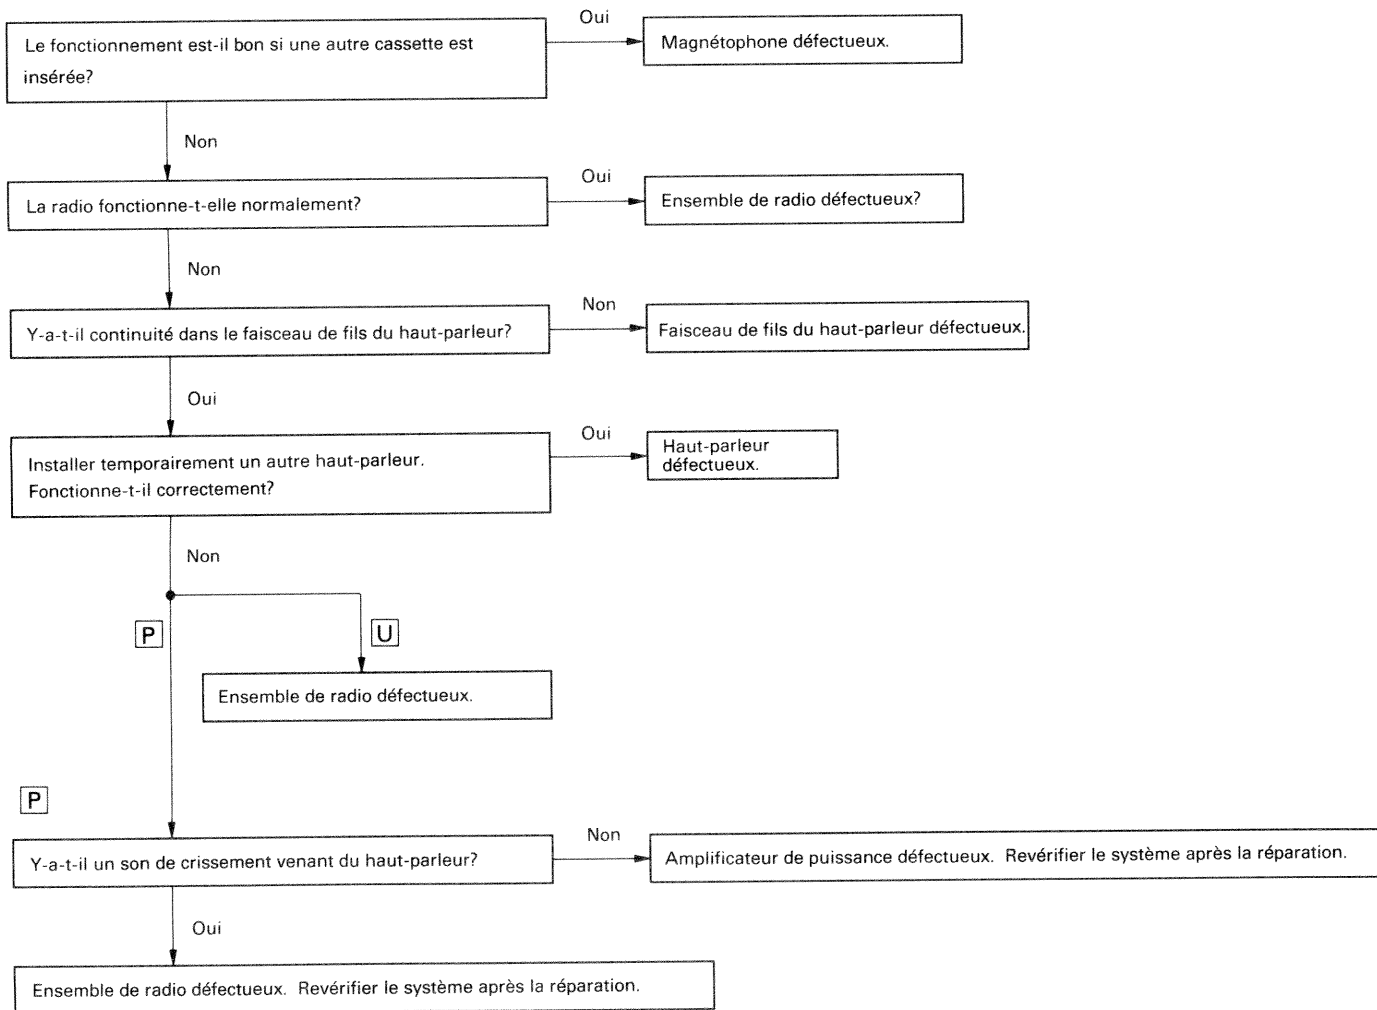 Le fonctionnement est-il bon si une autre cassette est
insérée?
Oui
Magnétophone défectueux.
Non
La radio fonctionne-t-elle normalement?
Oui
Ensemble de radio défectueux?
Non
Y-a-t-il continuité dans le faisceau de fils du haut-parleur?
Non
Faisceau de fils du haut-parleur défectueux.
Oui
Installer temporairement un autre haut-parleur.
Fonctionne-t-il correctement?
Oui
Haut-parleur
défectueux.
Non
P
U
Ensemble de radio défectueux.
P
Y-a-t-il un son de crissement venant du haut-parleur?
Non
Amplificateur de puissance défectueux. Revérifier le système après la réparation.
Oui
Ensemble de radio défectueux. Revérifier le système après la réparation.